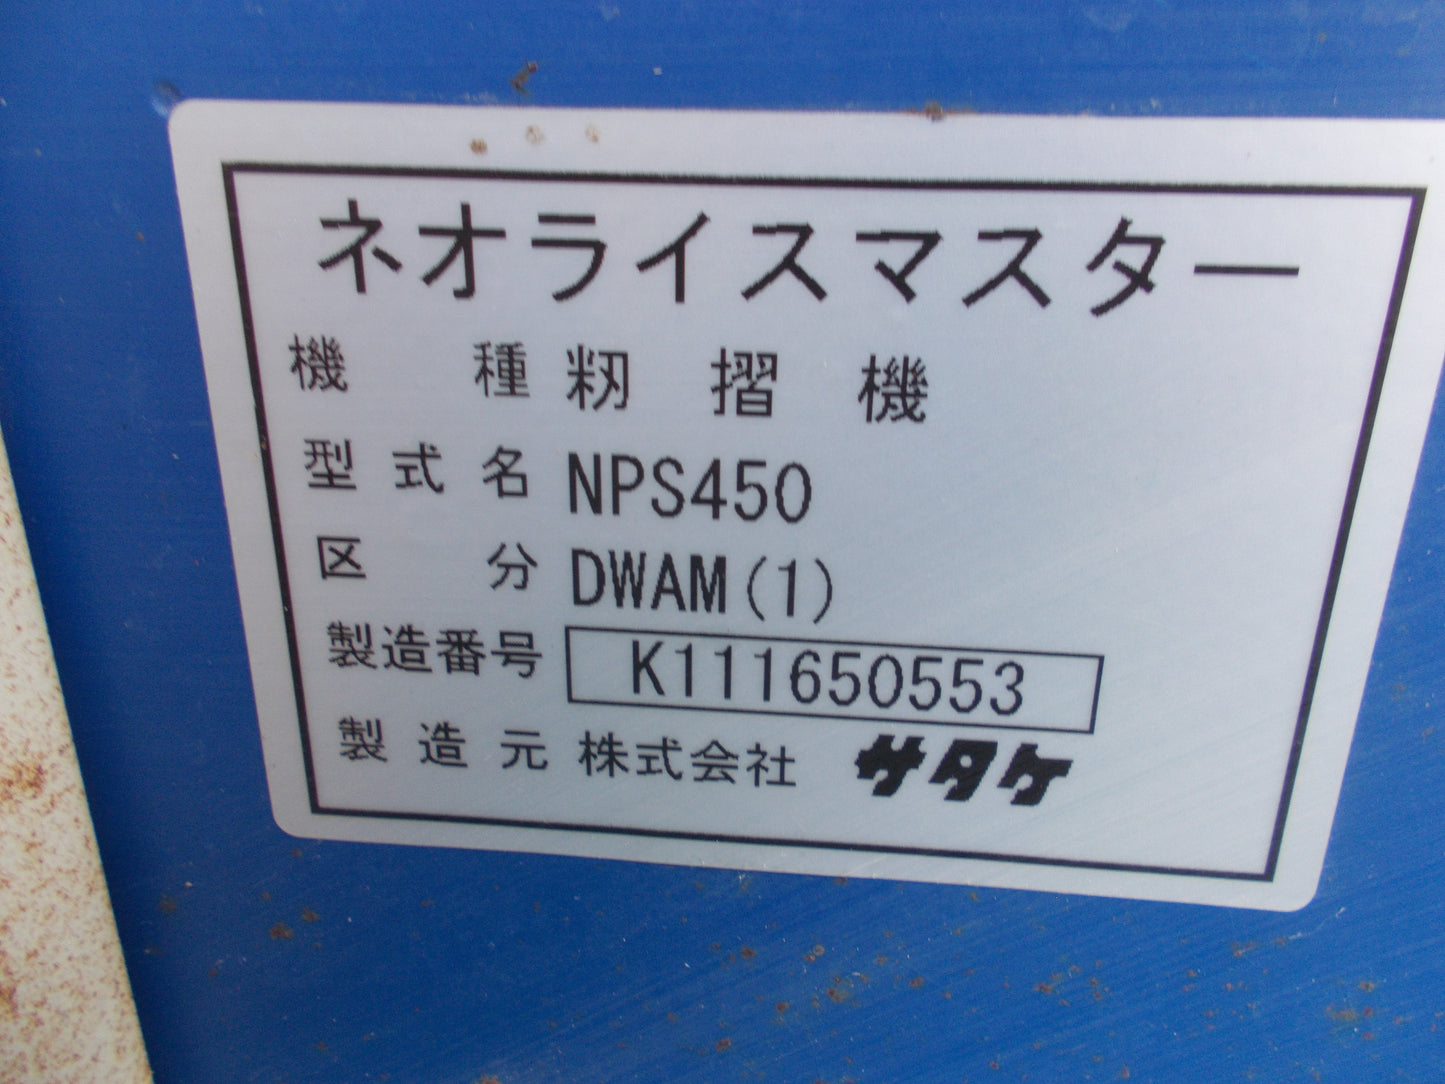 ネオライスマスター
機種 籾摺機
型式名 NPS450
区分 DWAM(1)
製造番号 K111650553
製造元 株式会社 サタケ